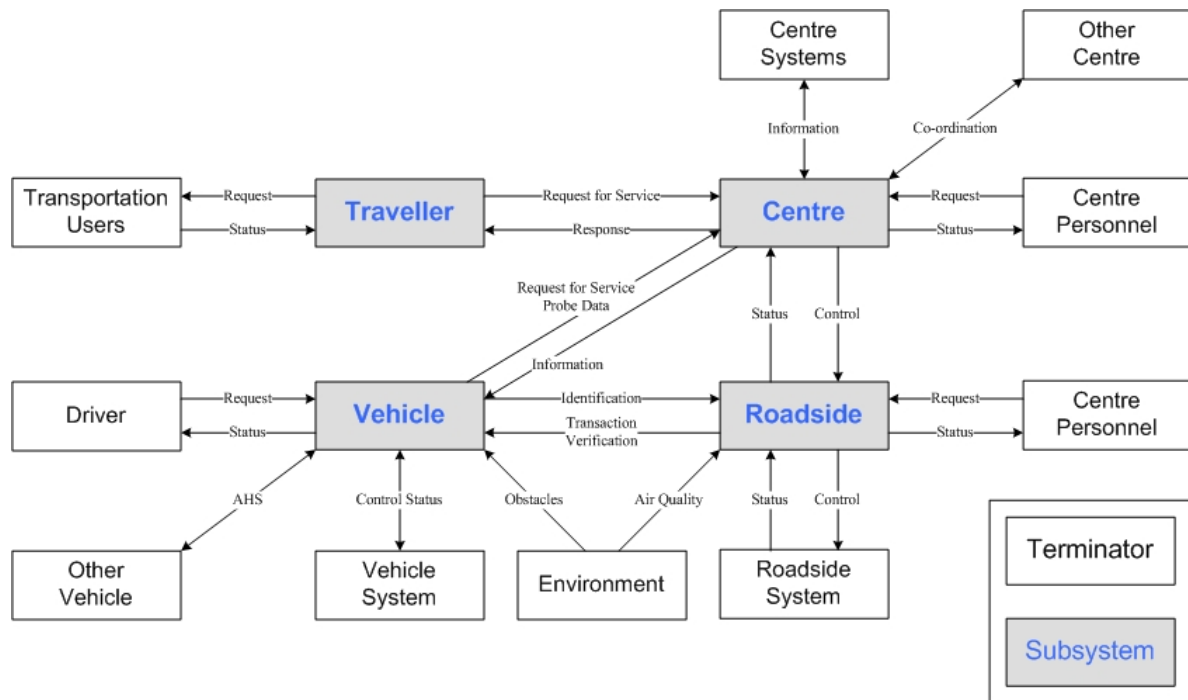 Centre
Systems
Other
Centre
Information
Co-ordination
Transportation
Users
Request
Status
Traveller
Request for Service
Response
Centre
Request
Status
Centre
Personnel
Request for Service
Probe Data
Information
Status
Control
Driver
Request
Status
Vehicle
Identification
Transaction
Verification
Roadside
Request
Status
Centre
Personnel
AHS
Control Status
Obstacles
Air Quality
Status
Control
Other
Vehicle
Vehicle
System
Environment
Roadside
System
Terminator
Subsystem